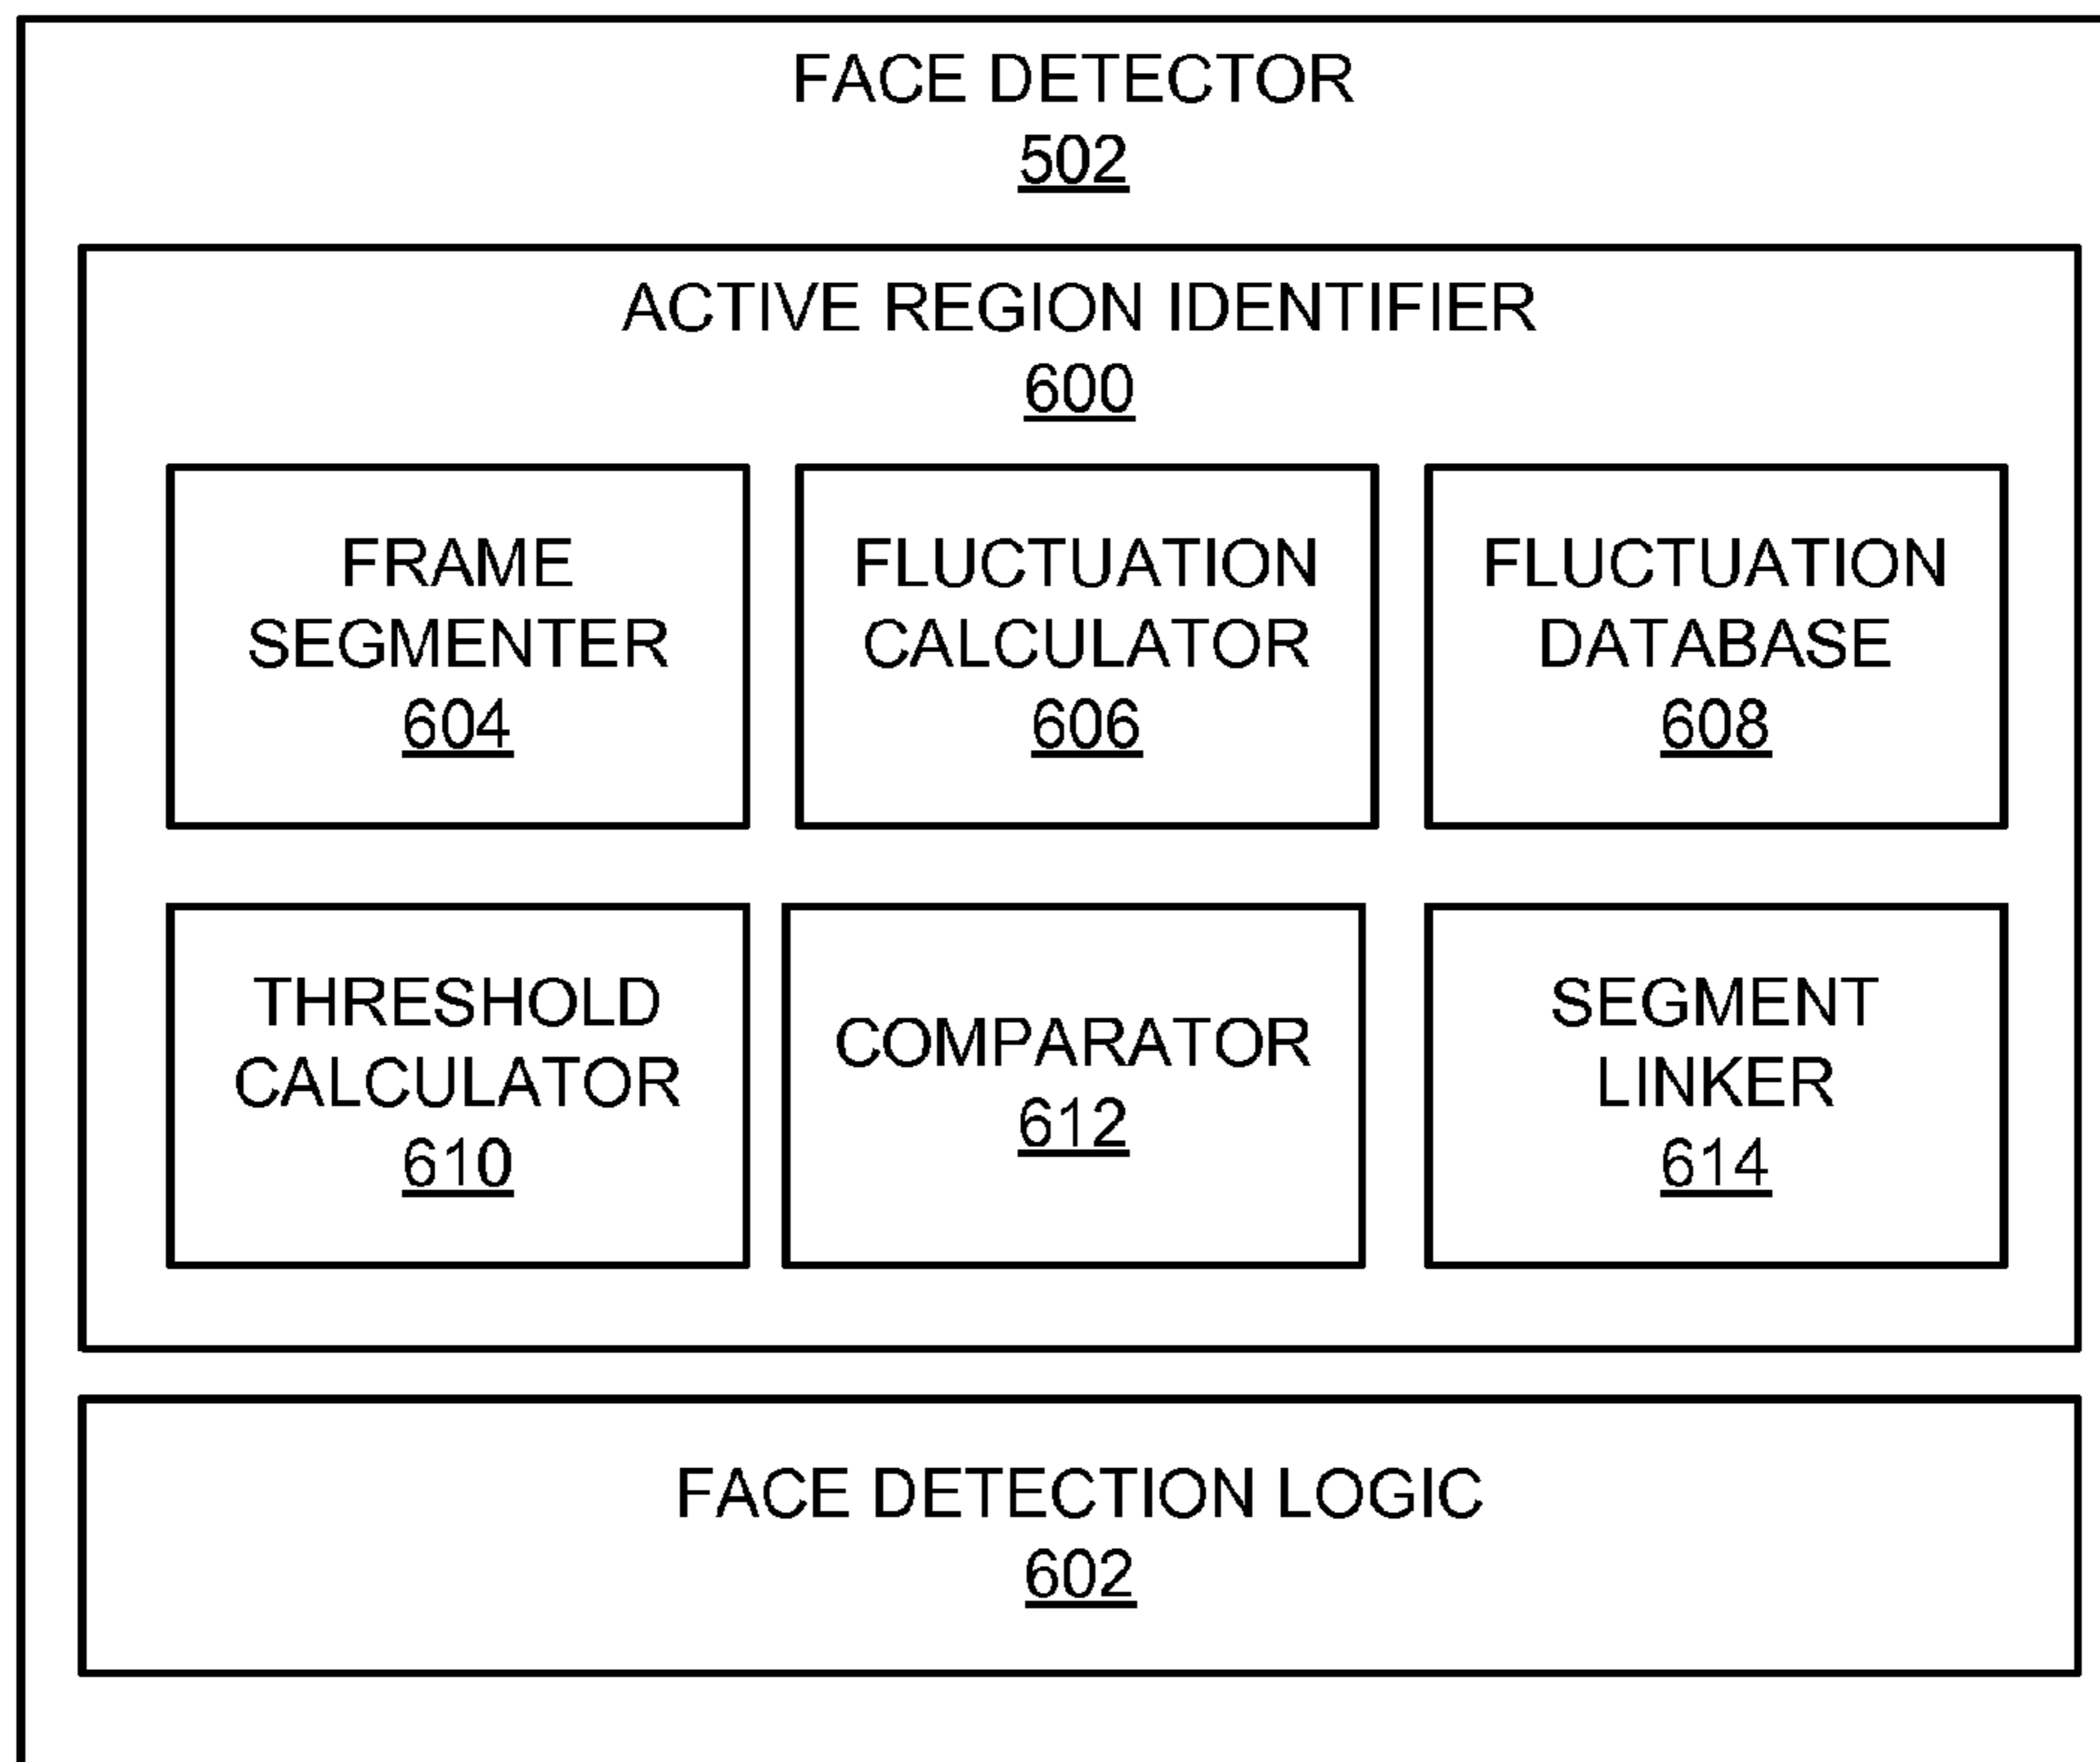 FACE DETECTOR
502
ACTIVE REGION IDENTIFIER
600
FRAME
SEGMENTER
604
FLUCTUATION
CALCULATOR
606
FLUCTUATION
DATABASE
608
THRESHOLD
CALCULATOR
610
COMPARATOR
612
SEGMENT
LINKER
614
FACE DETECTION LOGIC
602